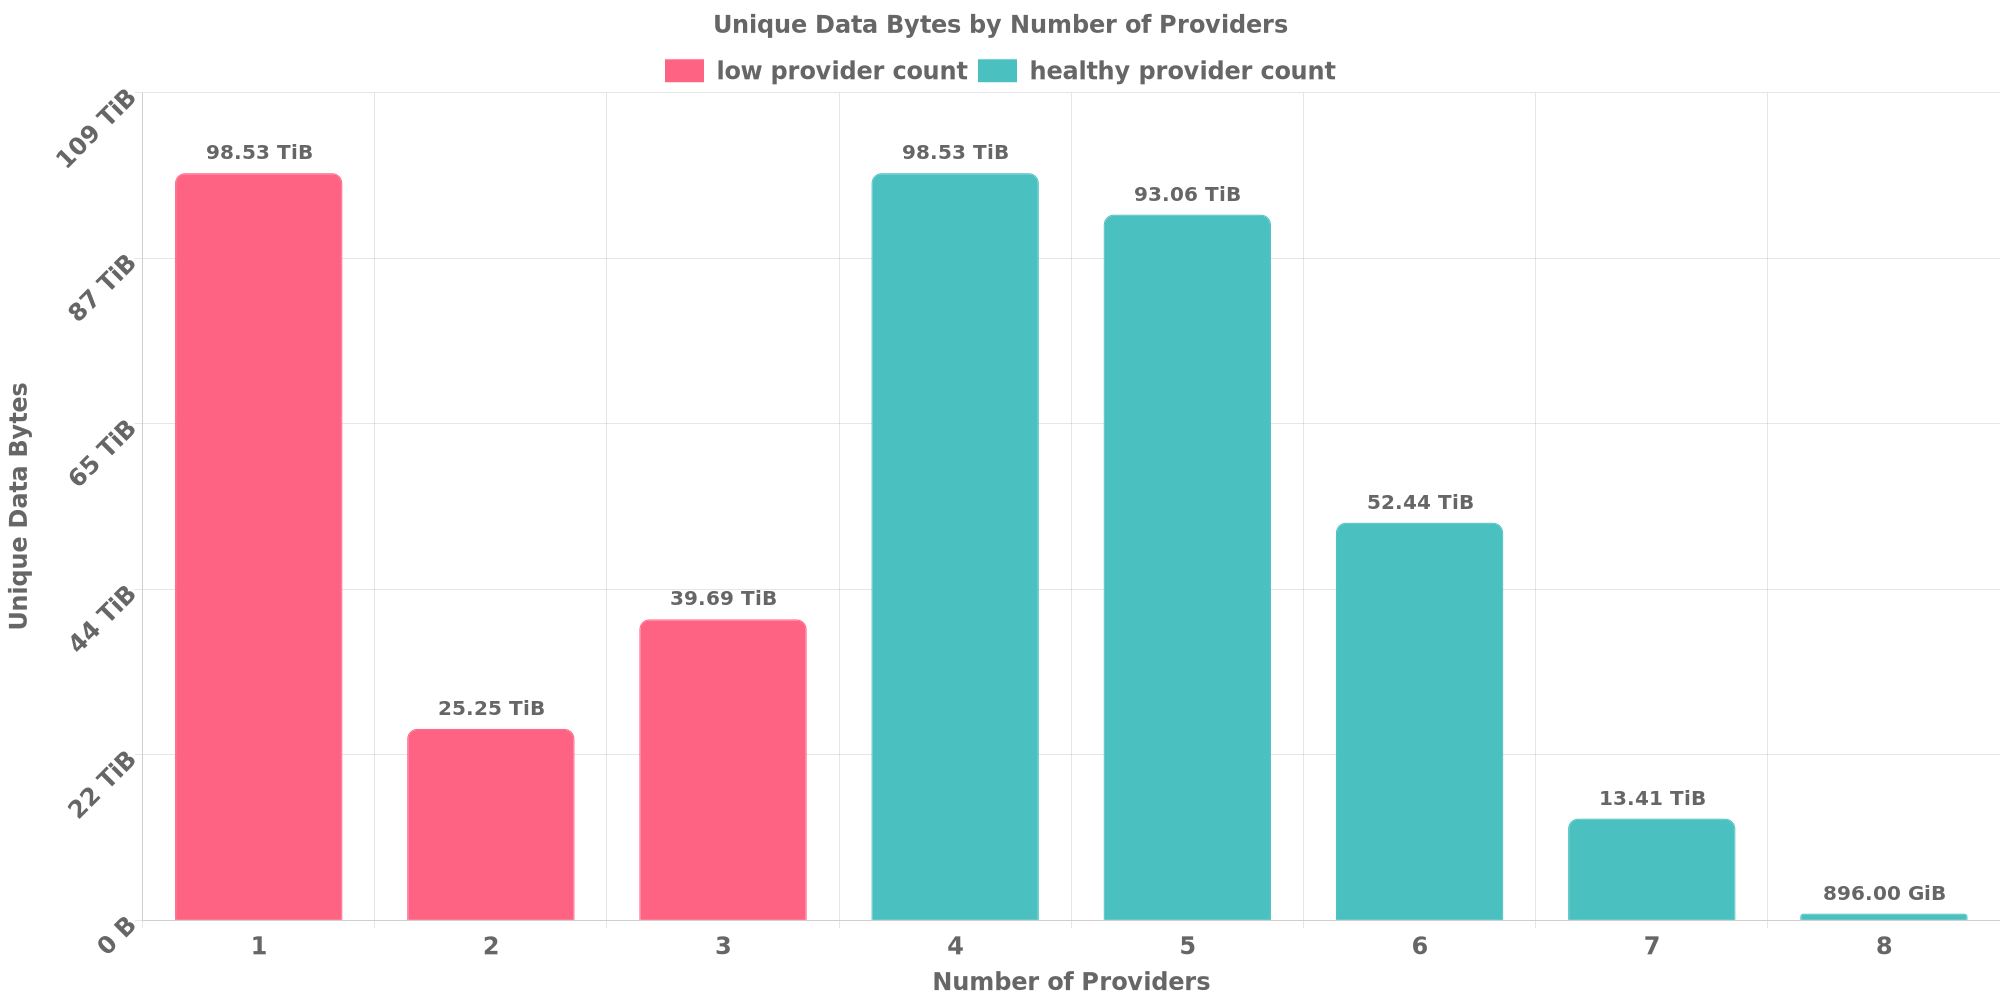 Unique Data Bytes by Number of Providers
low provider count healthy provider count
109 TiB
87 TiB
65 TiB
44 TiB
22 TiB
0 B
Unique Data Bytes
98.53 TiB
25.25 TiB
39.69 TiB
98.53 TiB
93.06 TiB
52.44 TiB
13.41 TiB
896.00 GiB
1 2 3 4 5 6 7 8
Number of Providers